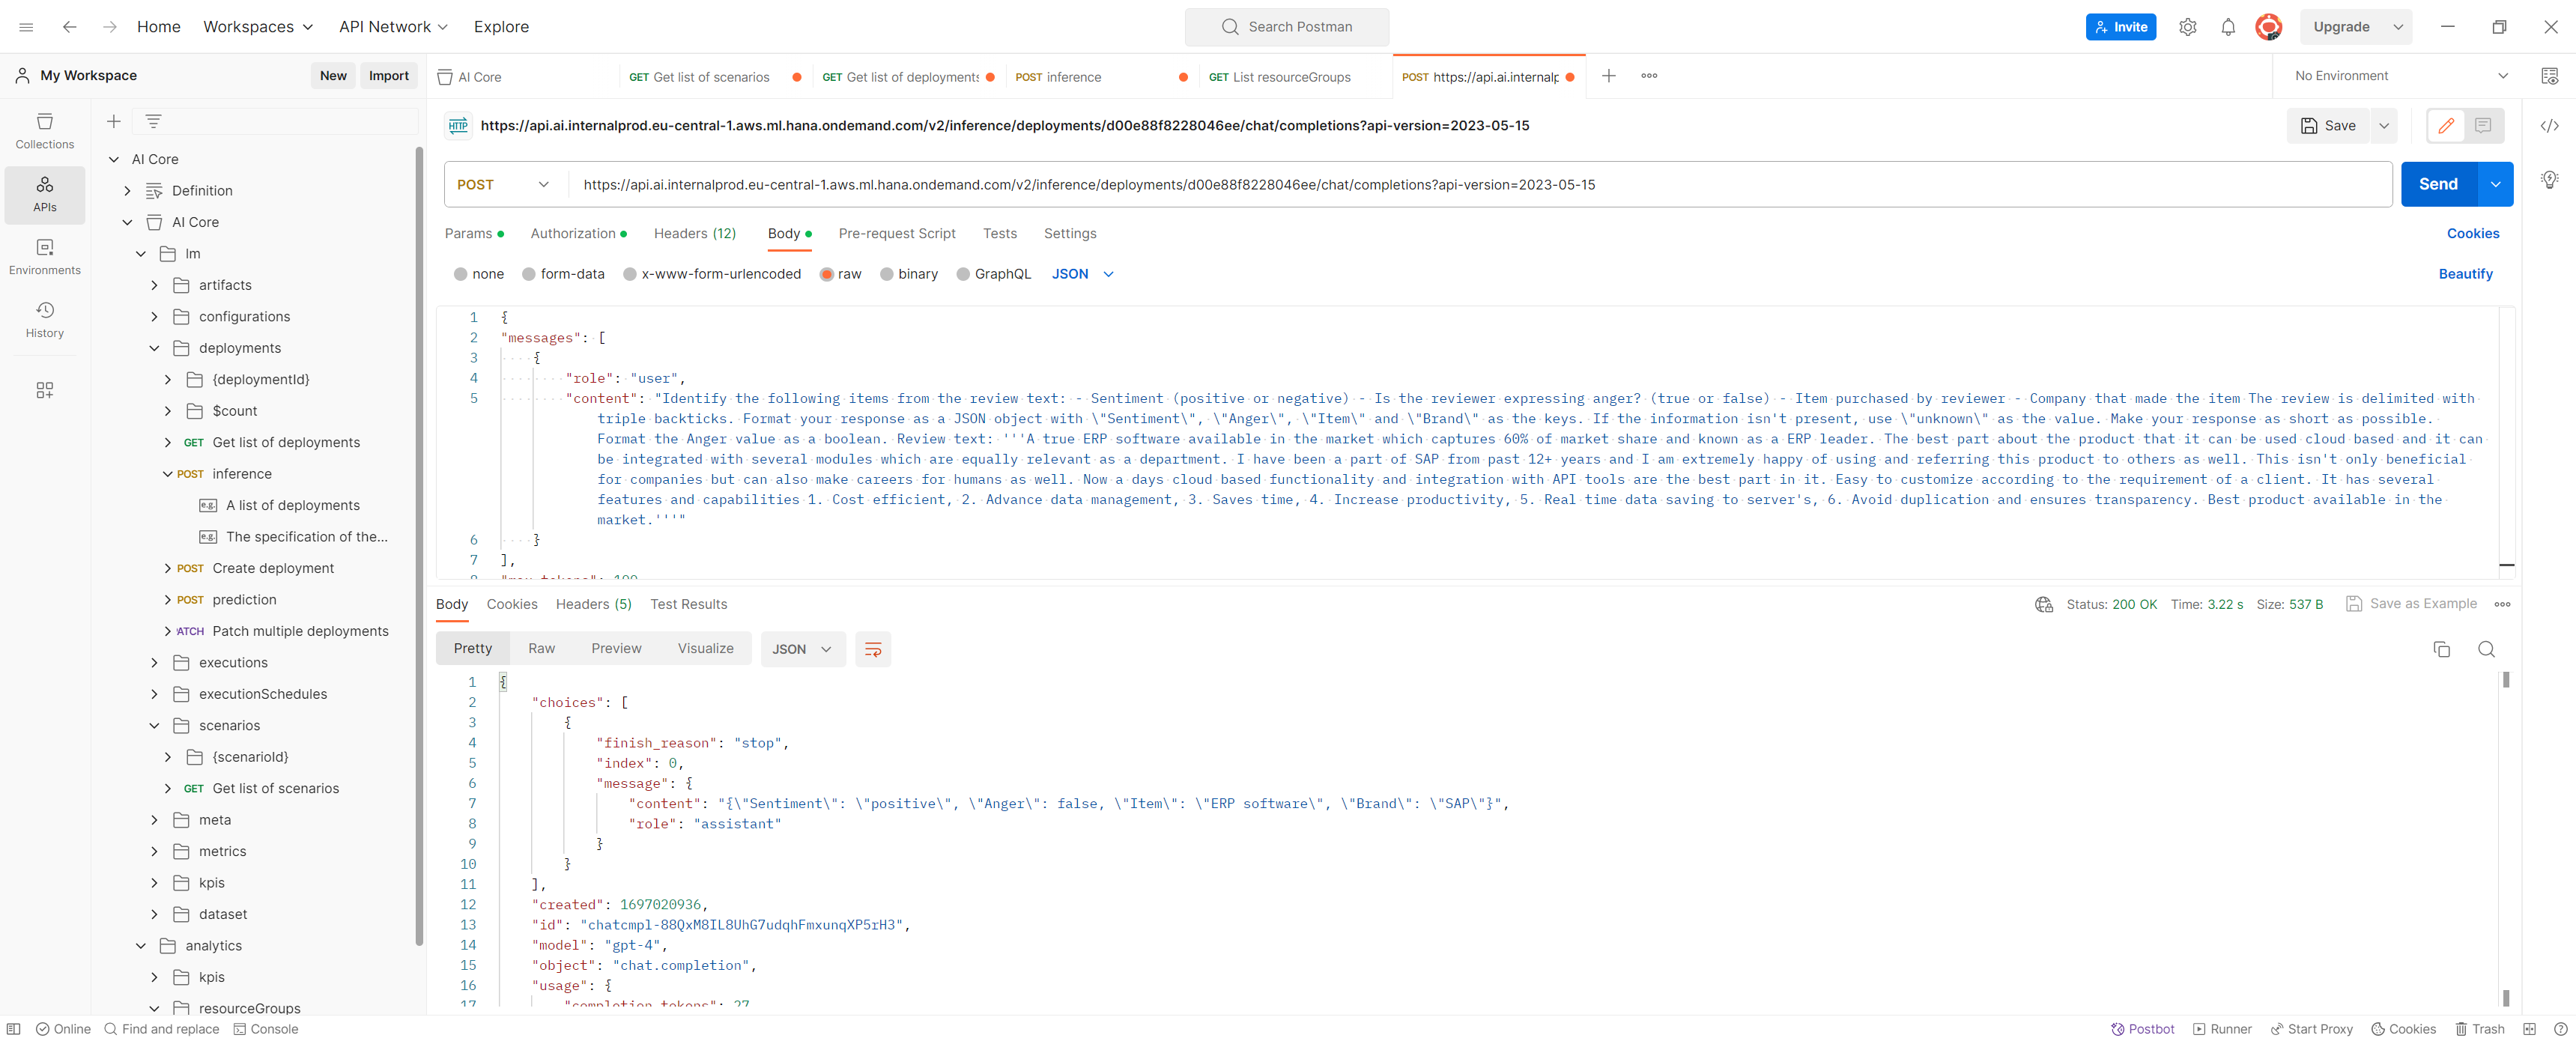 Home Workspaces API Network Explore Search Postman Invite Upgrade
My Workspace New Import
AI Core
GET Get list of scenarios
GET Get list of deployments
POST inference
GET List resourceGroups
POST https://api.ai.internalp
No Environment
Collections
APIs
Environments
History
AI Core
Definition
AI Core
lm
artifacts
configurations
deployments
{deploymentId}
$count
GET Get list of deployments
POST inference
e.g. A list of deployments
e.g. The specification of the...
POST Create deployment
POST prediction
PATCH Patch multiple deployments
executions
executionSchedules
scenarios
{scenarioId}
GET Get list of scenarios
meta
metrics
kpis
dataset
analytics
kpis
resourceGroups
HTTP https://api.ai.internalprod.eu-central-1.aws.ml.hana.ondemand.com/v2/inference/deployments/d00e88f8228046ee/chat/completions?api-version=2023-05-15
Save
POST https://api.ai.internalprod.eu-central-1.aws.ml.hana.ondemand.com/v2/inference/deployments/d00e88f8228046ee/chat/completions?api-version=2023-05-15 Send
Params Authorization Headers (12) Body Pre-request Script Tests Settings Cookies
none form-data x-www-form-urlencoded raw binary GraphQL JSON Beautify
1 {
2 "messages": [
3 {
4 "role": "user",
5 "content": "Identify the following items from the review text: - Sentiment (positive or negative) - Is the reviewer expressing anger? (true or false) - Item purchased by reviewer - Company that made the item The review is delimited with
triple backticks. Format your response as a JSON object with \"Sentiment\", \"Anger\", \"Item\" and \"Brand\" as the keys. If the information isn't present, use \"unknown\" as the value. Make your response as short as possible.
Format the Anger value as a boolean. Review text: '''A true ERP software available in the market which captures 60% of market share and known as a ERP leader. The best part about the product that it can be used cloud based and it can
be integrated with several modules which are equally relevant as a department. I have been a part of SAP from past 12+ years and I am extremely happy of using and referring this product to others as well. This isn't only beneficial
for companies but can also make careers for humans as well. Now a days cloud based functionality and integration with API tools are the best part in it. Easy to customize according to the requirement of a client. It has several
features and capabilities 1. Cost efficient, 2. Advance data management, 3. Saves time, 4. Increase productivity, 5. Real time data saving to server's, 6. Avoid duplication and ensures transparency. Best product available in the
market.'''"
6 }
7 ],
8 "max_tokens": 100
Body Cookies Headers (5) Test Results Status: 200 OK Time: 3.22 s Size: 537 B Save as Example
Pretty Raw Preview Visualize JSON
1 {
2 "choices": [
3 {
4 "finish_reason": "stop",
5 "index": 0,
6 "message": {
7 "content": "{\"Sentiment\": \"positive\", \"Anger\": false, \"Item\": \"ERP software\", \"Brand\": \"SAP\"}",
8 "role": "assistant"
9 }
10 }
11 ],
12 "created": 1697020936,
13 "id": "chatcmpl-88QxM8IL8UhG7udqhFmxunqXP5rH3",
14 "model": "gpt-4",
15 "object": "chat.completion",
16 "usage": {
17 "completion_tokens": 27
Online Find and replace Console Postbot Runner Start Proxy Cookies Trash